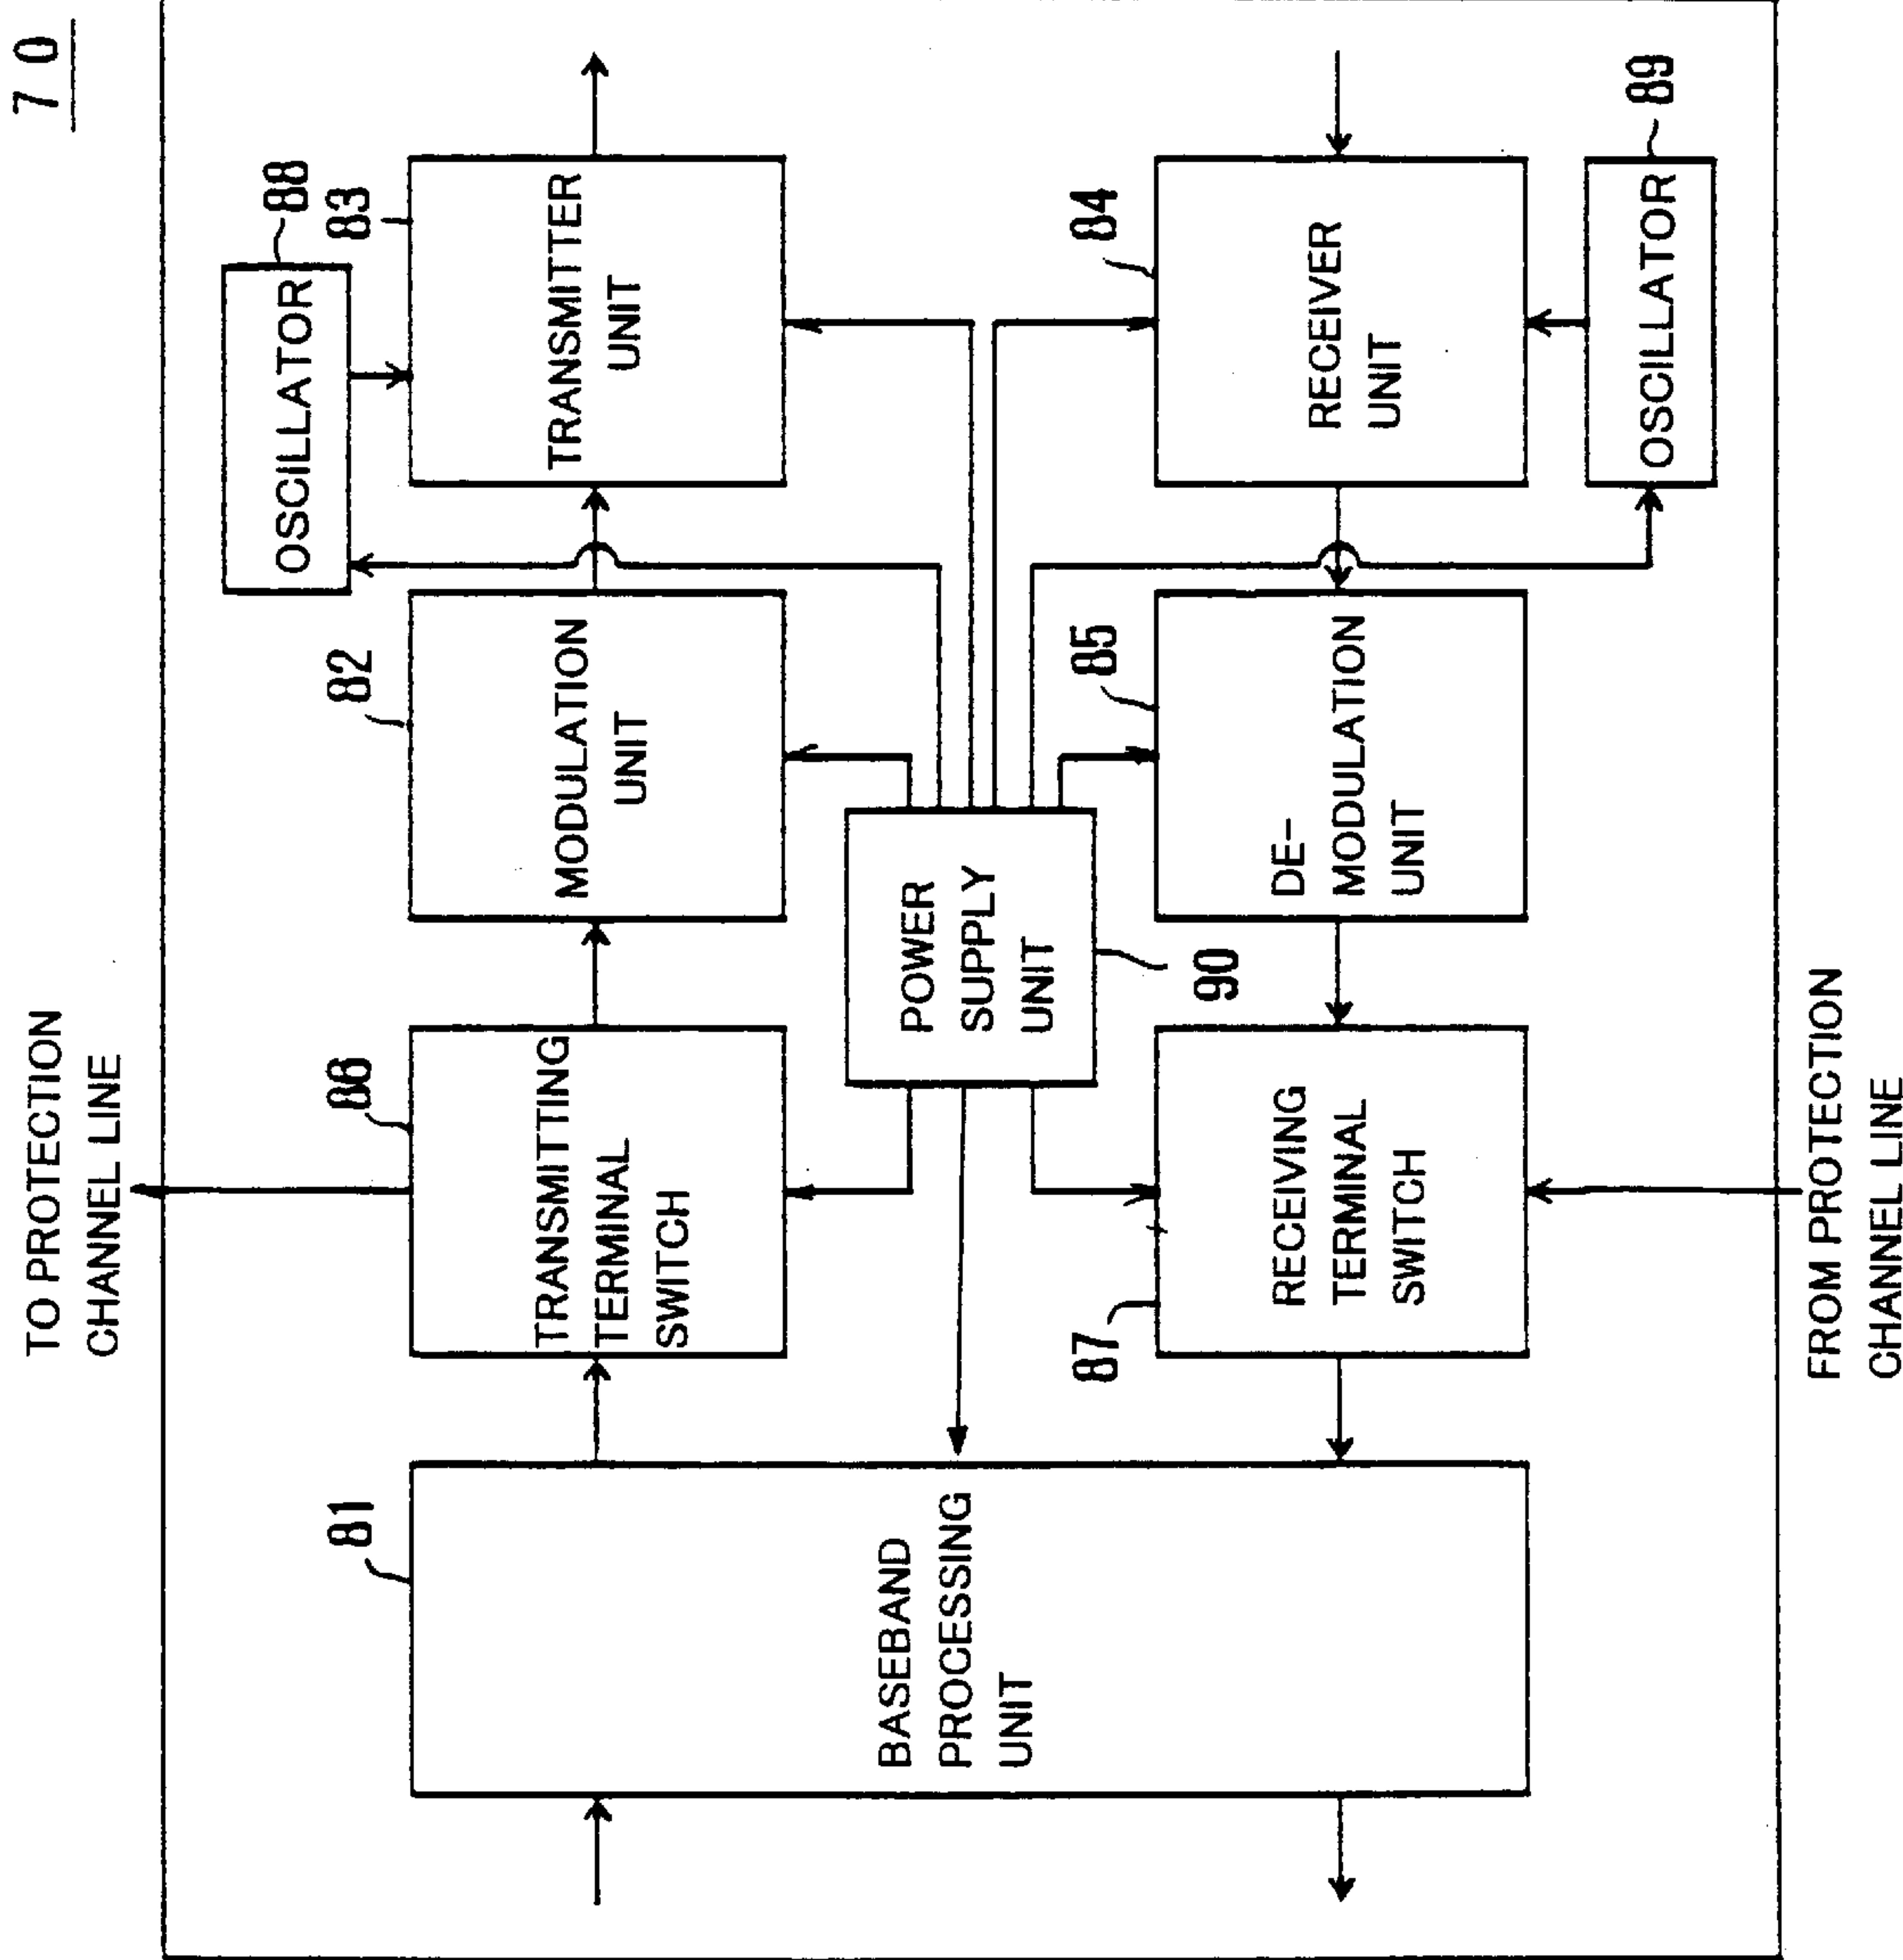 7 0
TO PROTECTION
CHANNEL LINE
88
OSCILLATOR
81
86
82
83
BASEBAND
PROCESSING
UNIT
TRANSMITTING
TERMINAL
SWITCH
MODULATION
UNIT
TRANSMITTER
UNIT
POWER
SUPPLY
UNIT
90
87
85
84
RECEIVING
TERMINAL
SWITCH
DE-
MODULATION
UNIT
RECEIVER
UNIT
OSCILLATOR
89
FROM PROTECTION
CHANNEL LINE